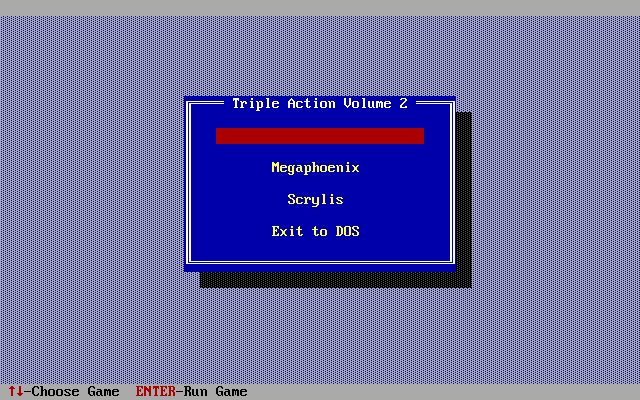 Triple Action Volume 2
Megaphoenix
Scrylis
Exit to DOS
↑↓-Choose Game ENTER-Run Game